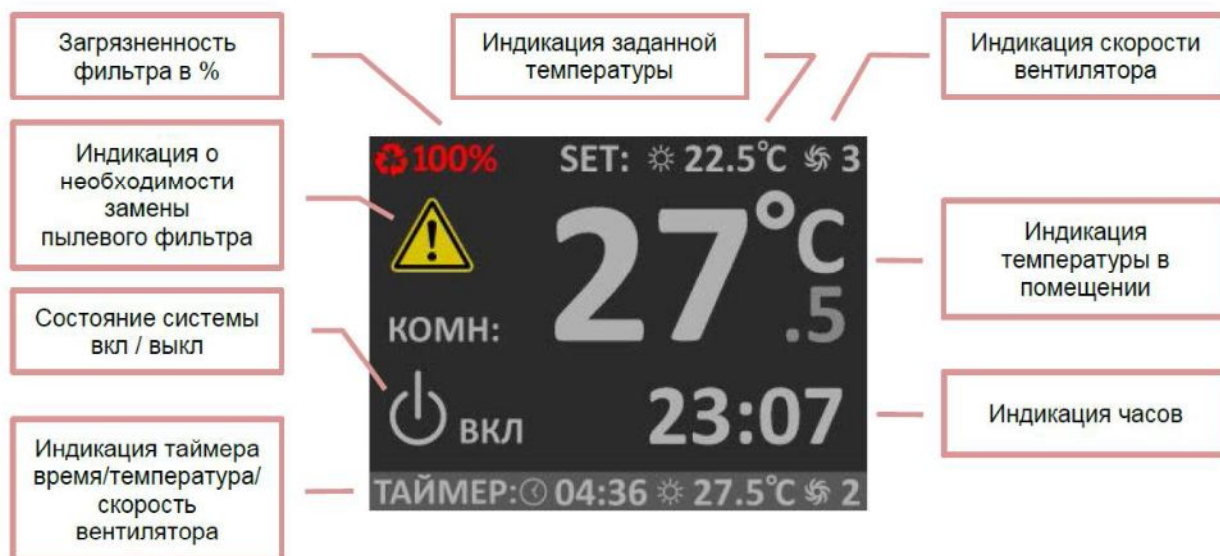 Загрязненность
фильтра в %
Индикация заданной
температуры
Индикация скорости
вентилятора
Индикация о
необходимости
замены
пылевого фильтра
Состояние системы
вкл / выкл
Индикация таймера
время/температура/
скорость
вентилятора
100% SET: 22.5°C 3
27°C
.5
КОМН:
ВКЛ 23:07
ТАЙМЕР: 04:36 27.5°C 2
Индикация
температуры в
помещении
Индикация часов